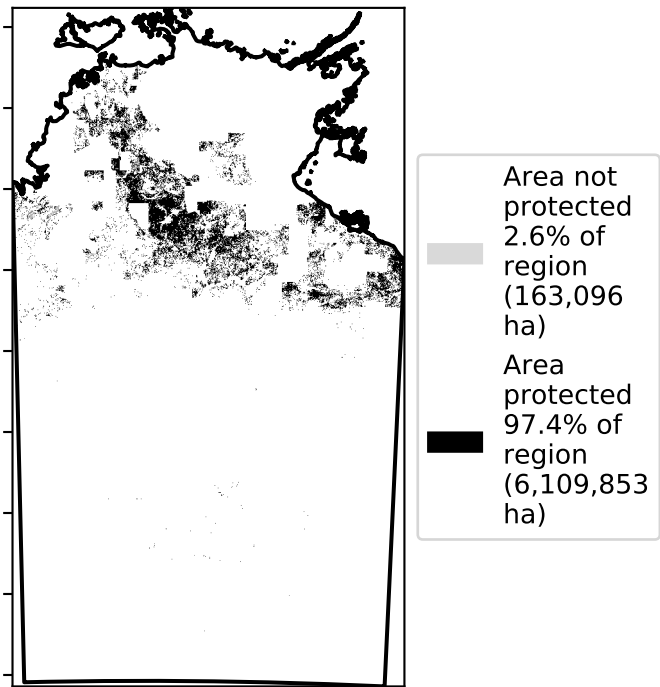 Area not
protected
2.6% of
region
(163,096
ha)
Area
protected
97.4% of
region
(6,109,853
ha)